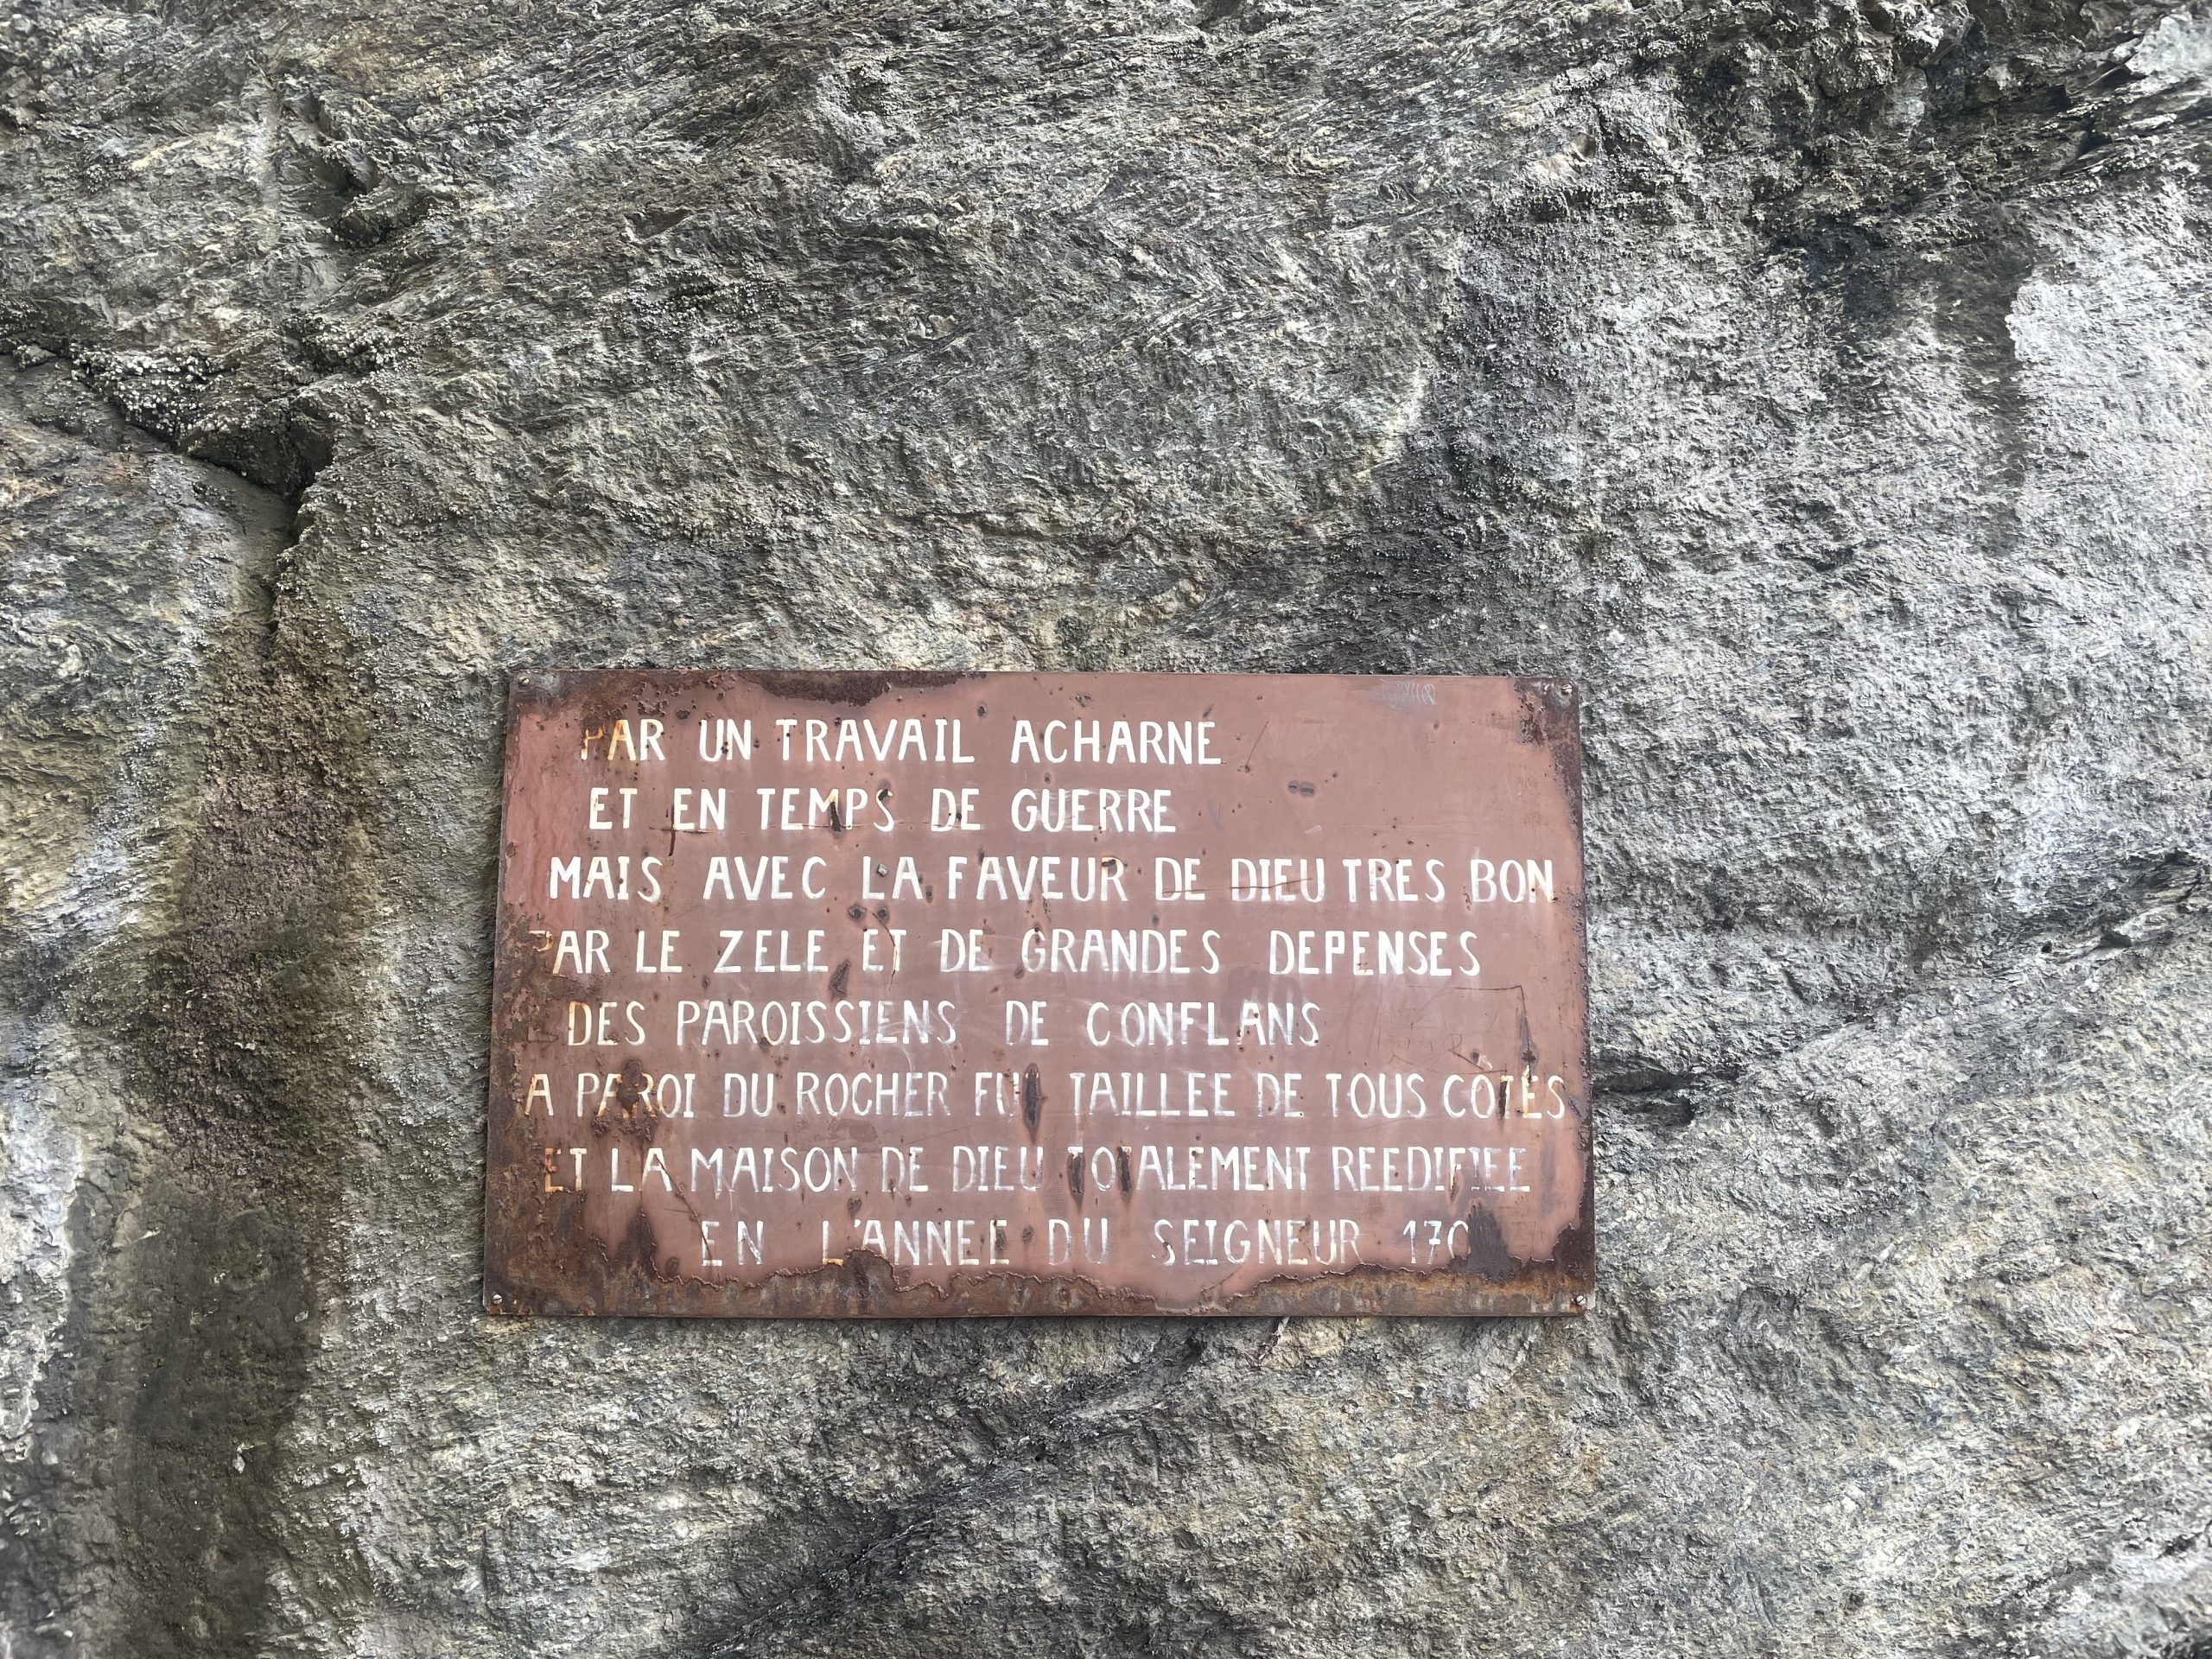 PAR UN TRAVAIL ACHARNE
ET EN TEMPS DE GUERRE
MAIS AVEC LA FAVEUR DE DIEU TRES BON
PAR LE ZELE ET DE GRANDES DEPENSES
DES PAROISSIENS DE CONFLANS
LA PAROI DU ROCHER FUT TAILLEE DE TOUS COTES
ET LA MAISON DE DIEU TOTALEMENT REEDIFIEE
EN L'ANNEE DU SEIGNEUR